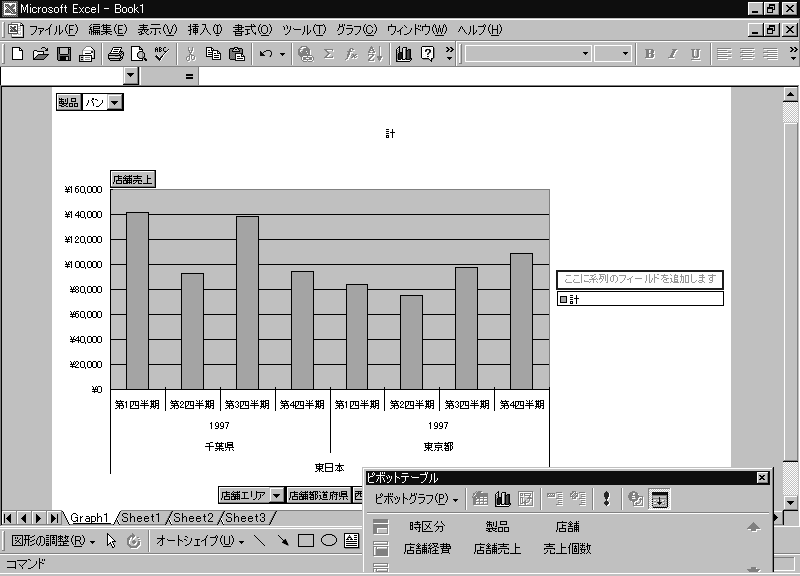 Microsoft Excel - Book1
ファイル(F) 編集(E) 表示(V) 挿入(I) 書式(O) ツール(T) グラフ(C) ウィンドウ(W) ヘルプ(H)
B I U
=
製品 パン
計
店舗売上
¥160,000
¥140,000
¥120,000
¥100,000
¥80,000
¥60,000
¥40,000
¥20,000
¥0
ここに系列のフィールドを追加します
計
第1四半期 第2四半期 第3四半期 第4四半期 第1四半期 第2四半期 第3四半期 第4四半期
1997 1997
千葉県 東京都
東日本
店舗エリア 店舗都道府県
ピボットテーブル
ピボットグラフ(P)
時区分 製品 店舗
店舗経費 店舗売上 売上個数
Graph1 Sheet1 Sheet2 Sheet3
図形の調整(R) オートシェイプ(U)
コマンド